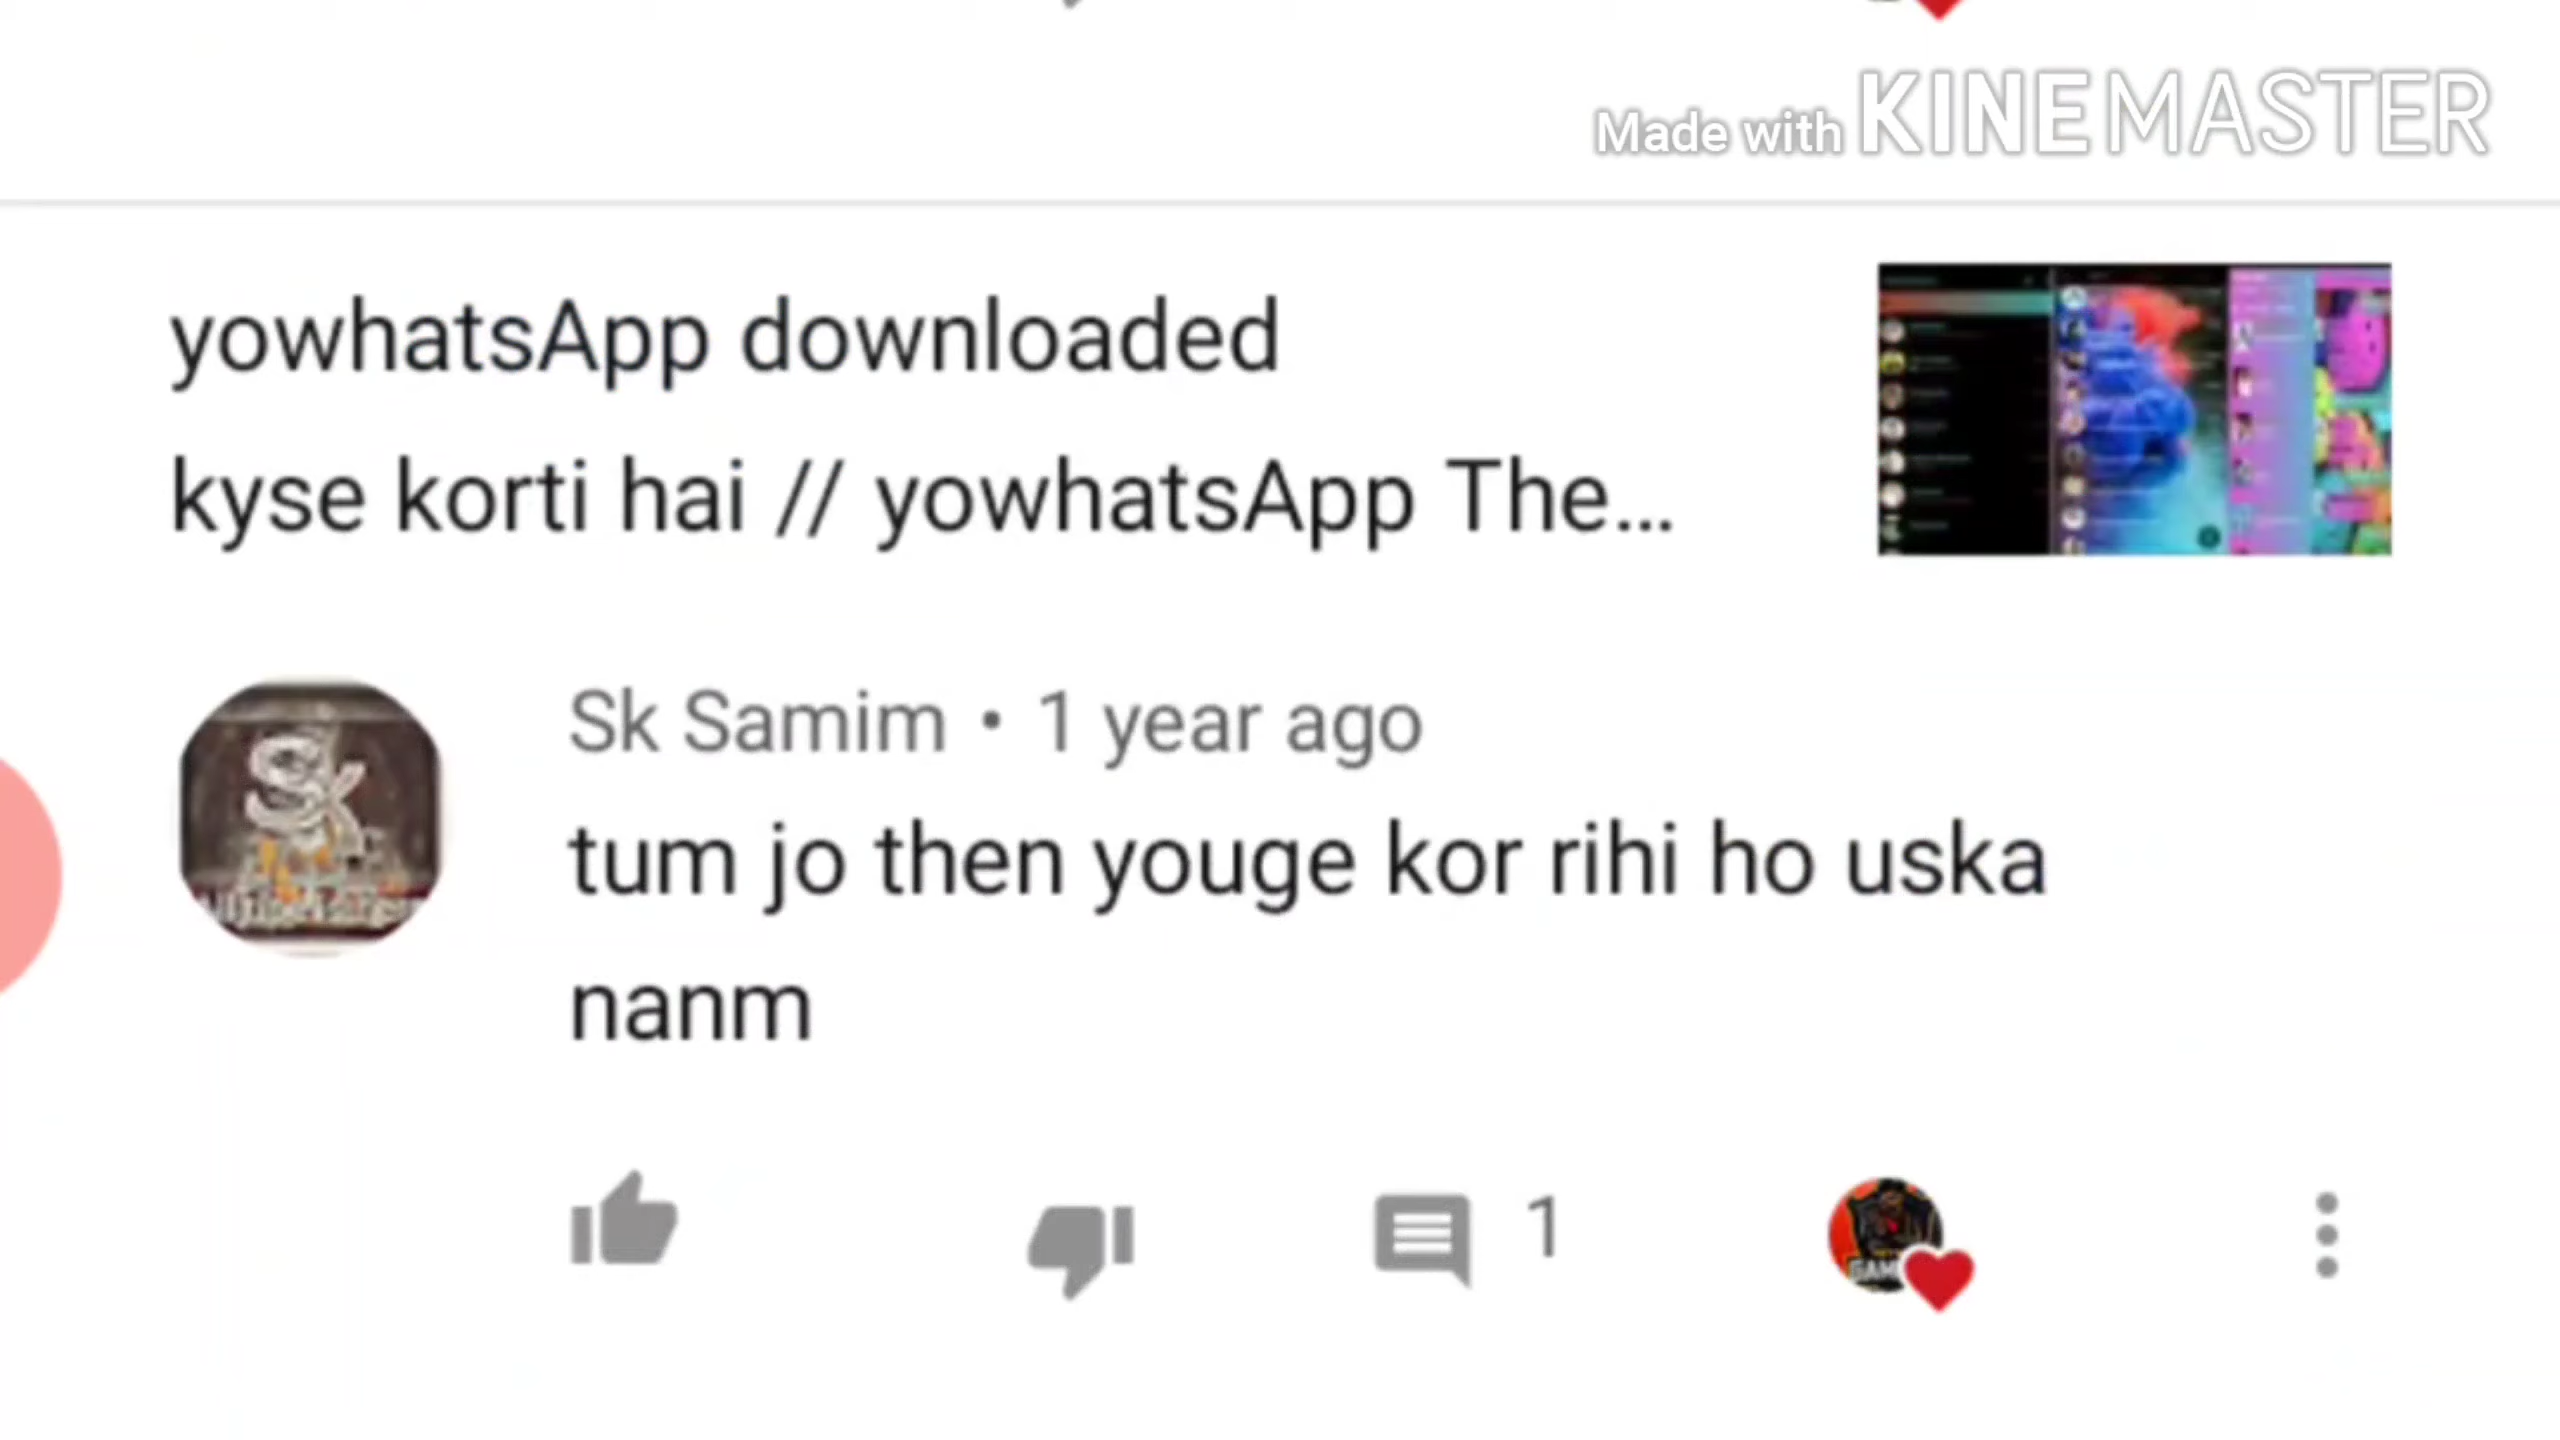 Made with KINEMASTER
yowhatsApp downloaded
kyse korti hai // yowhatsApp The...
Sk Samim • 1 year ago
tum jo then youge kor rihi ho uska
nanm
1